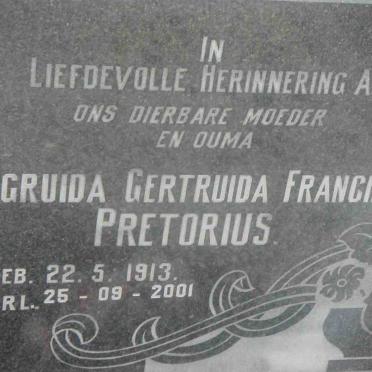 IN
LIEFDEVOLLE HERINNERING A
ONS DIERBARE MOEDER
EN OUMA
GRUIDA GERTRUIDA FRANCI
PRETORIUS.
EB. 22. 5. 1913.
RL. 25 - 09 - 2001